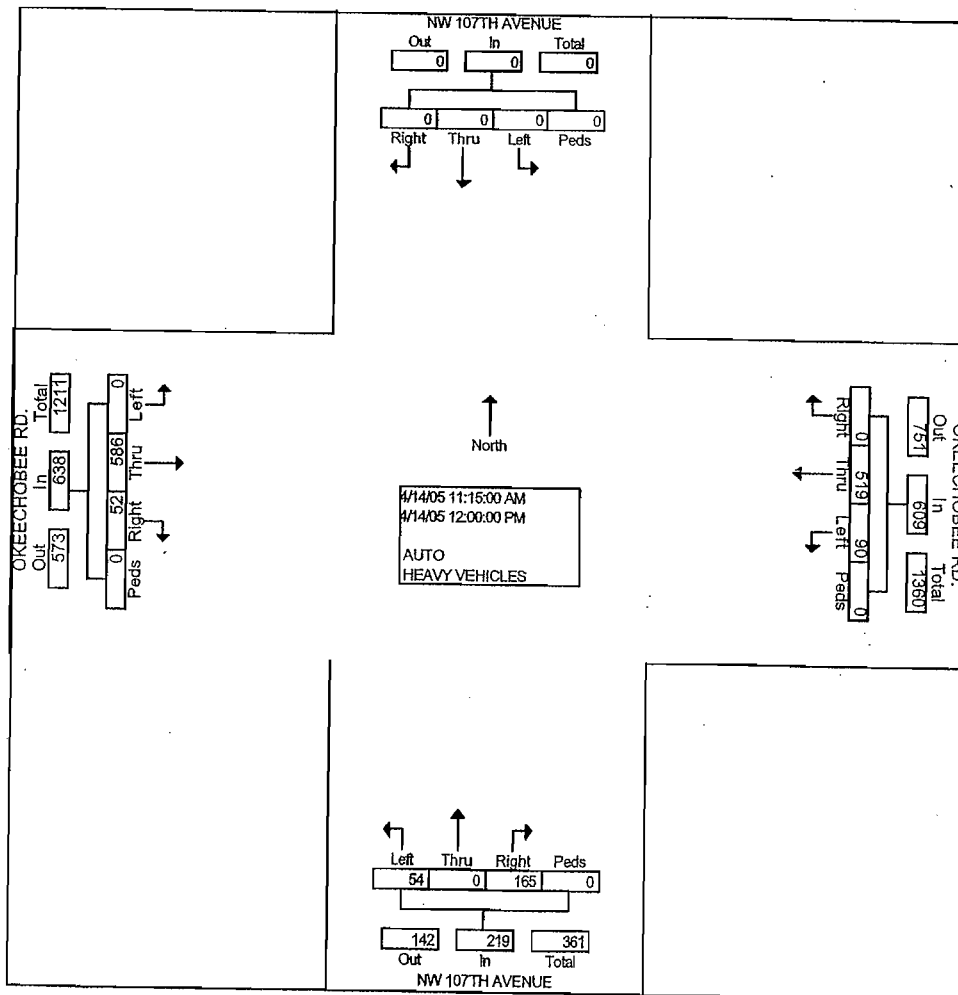 NW 107TH AVENUE
Out In Total
0 0 0
0 0 0 0
Right Thru Left Peds
OKEECHOBEE RD.
Total In Out
1211 638 573
0 586 52 0
Left Thru Right Peds
North
4/14/05 11:15:00 AM
4/14/05 12:00:00 PM
AUTO
HEAVY VEHICLES
Right Thru Left Peds
0 519 90 0
751 609 1360
Out In Total
OKEECHOBEE RD.
Left Thru Right Peds
54 0 165 0
142 219 361
Out In Total
NW 107TH AVENUE